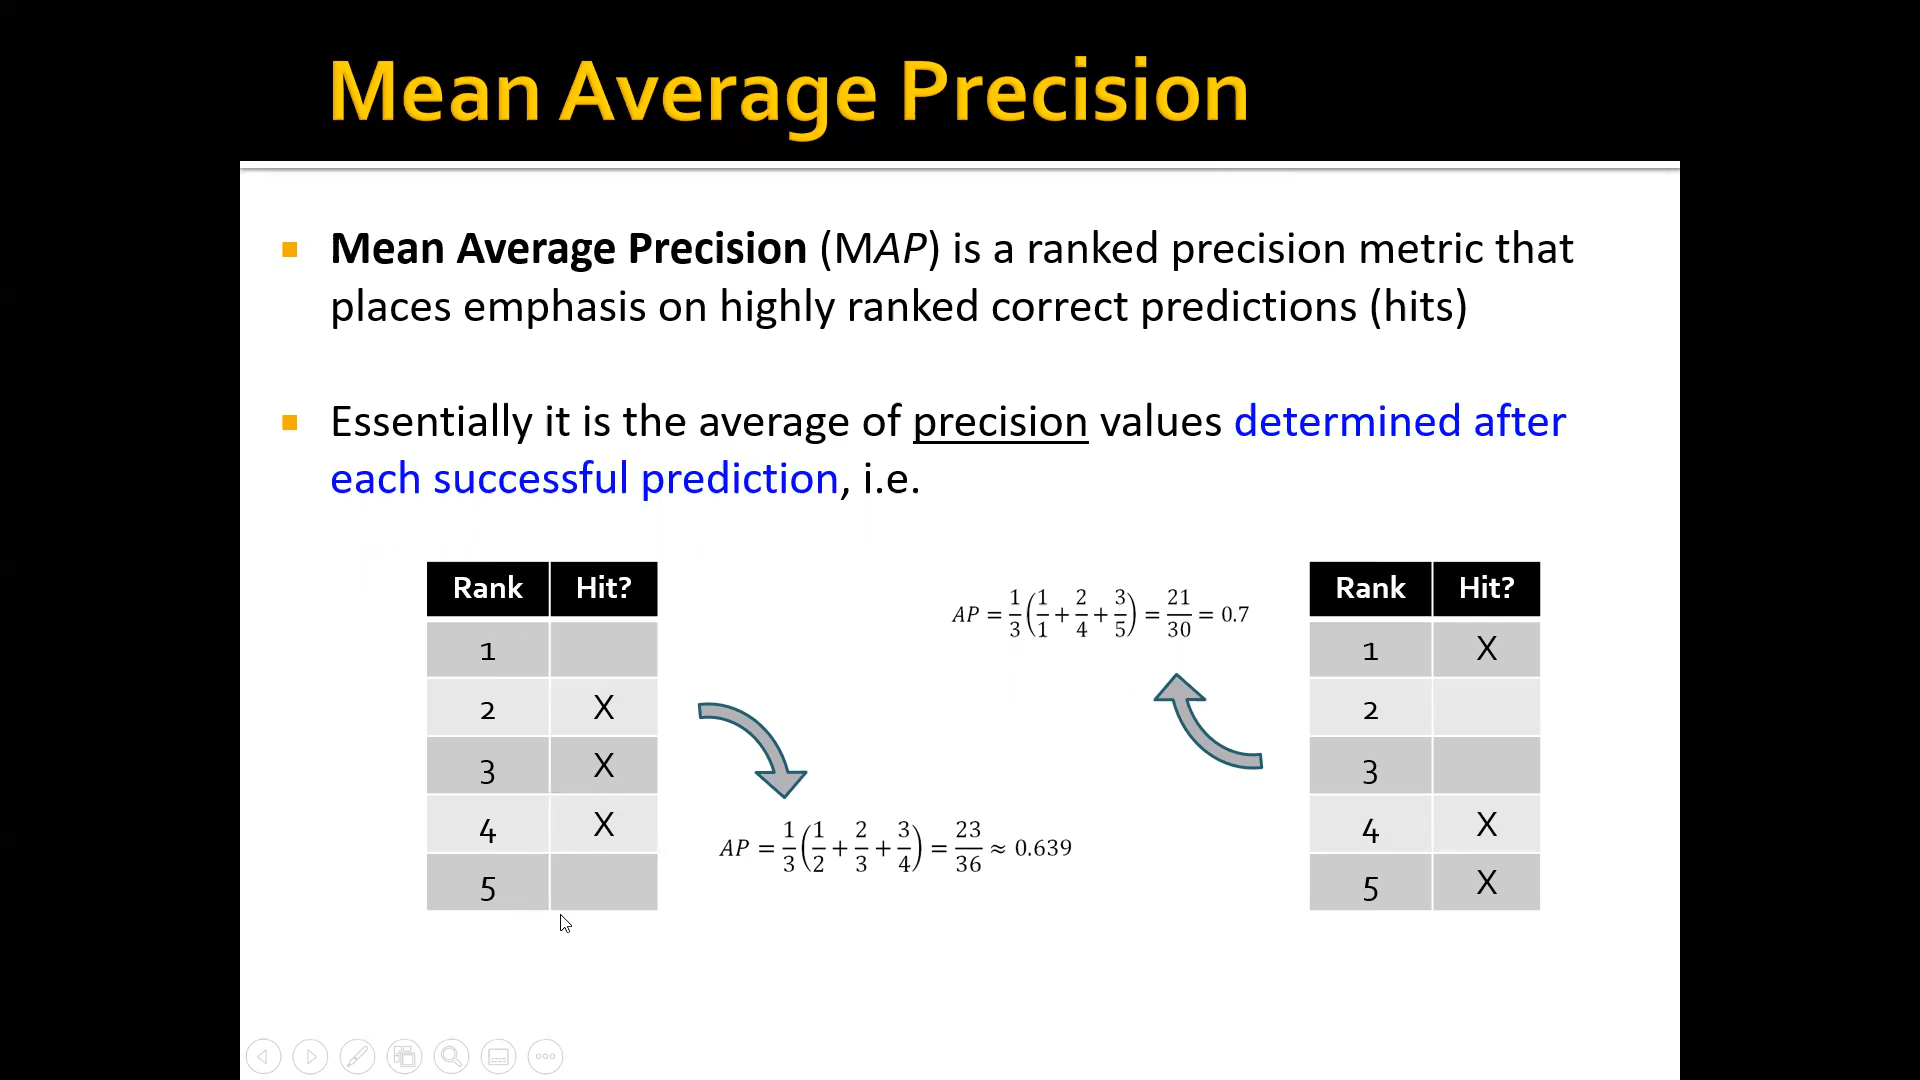 Mean Average Precision
Mean Average Precision (MAP) is a ranked precision metric that
places emphasis on highly ranked correct predictions (hits)
Essentially it is the average of precision values determined after
each successful prediction, i.e.
Rank Hit?
1
2 X
3 X
4 X
5
AP = 1/3 (1/2 + 2/3 + 3/4) = 23/36 ≈ 0.639
AP = 1/3 (1/1 + 2/4 + 3/5) = 21/30 = 0.7
Rank Hit?
1 X
2
3
4 X
5 X